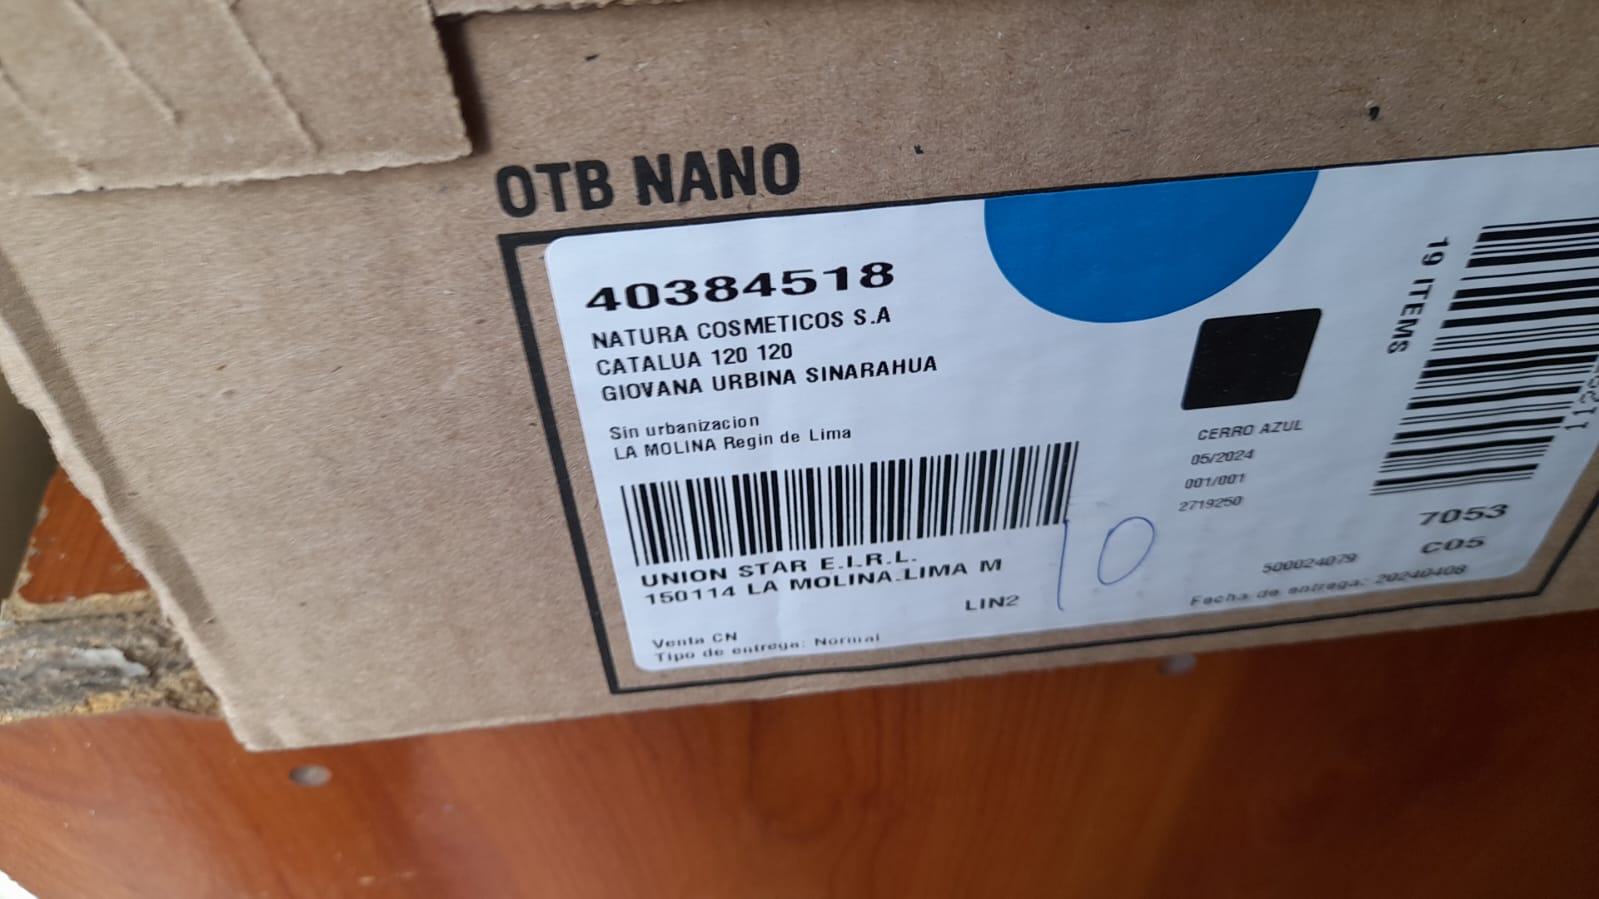 OTB NANO
40384518
NATURA COSMETICOS S.A
CATALUA 120 120
GIOVANA URBINA SINARAHUA
Sin urbanizacion
LA MOLINA Regin de Lima
UNION STAR E.I.R.L.
150114 LA MOLINA.LIMA M
LIN2
Venta CN
Tipo de entrega: Normal
10
CERRO AZUL
05/2024
001/001
2719250
19 ITEMS
7053
C05
500024079
Fecha de entrega: 20240408